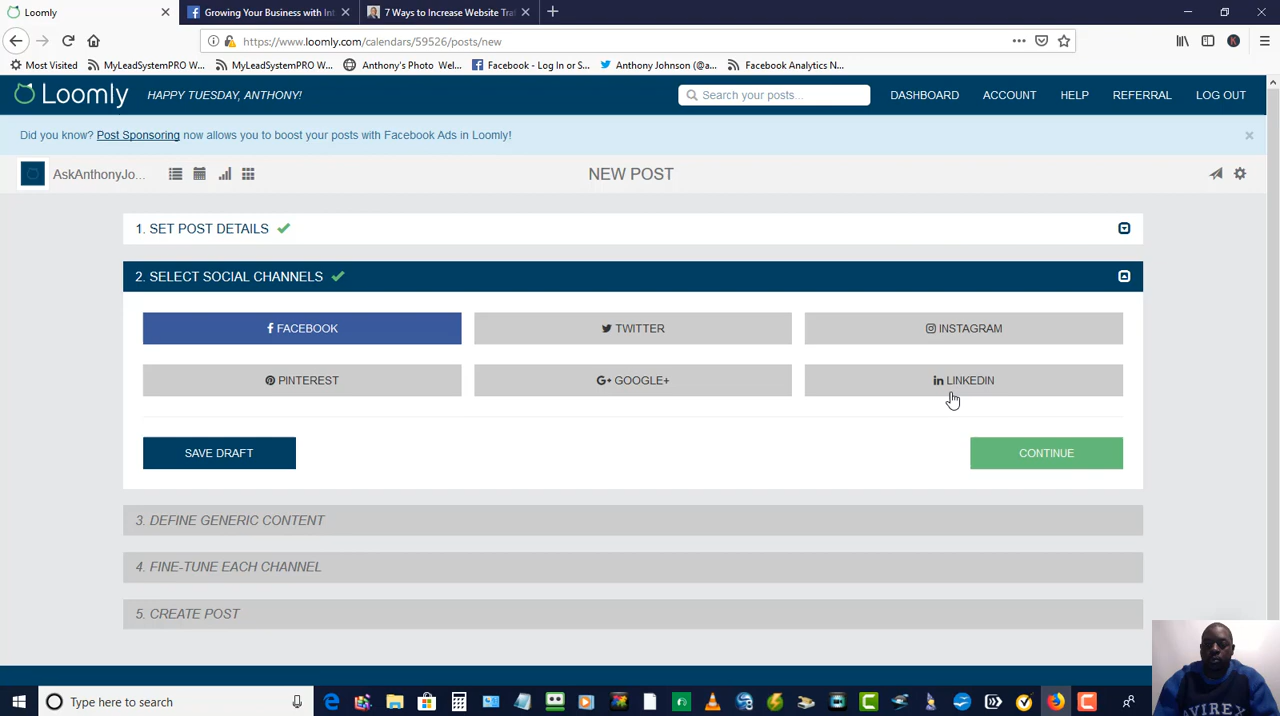 Loomly
Growing Your Business with Int
7 Ways to Increase Website Tra
https://www.loomly.com/calendars/59526/posts/new
Most Visited
MyLeadSystemPRO W...
MyLeadSystemPRO W...
Anthony's Photo Wel...
Facebook - Log In or S...
Anthony Johnson (@a...
Facebook Analytics N...
Loomly
HAPPY TUESDAY, ANTHONY!
Search your posts...
DASHBOARD
ACCOUNT
HELP
REFERRAL
LOG OUT
Did you know? Post Sponsoring now allows you to boost your posts with Facebook Ads in Loomly!
AskAnthonyJo...
NEW POST
1. SET POST DETAILS
2. SELECT SOCIAL CHANNELS
FACEBOOK
TWITTER
INSTAGRAM
PINTEREST
GOOGLE+
LINKEDIN
SAVE DRAFT
CONTINUE
3. DEFINE GENERIC CONTENT
4. FINE-TUNE EACH CHANNEL
5. CREATE POST
Type here to search
AVIREX